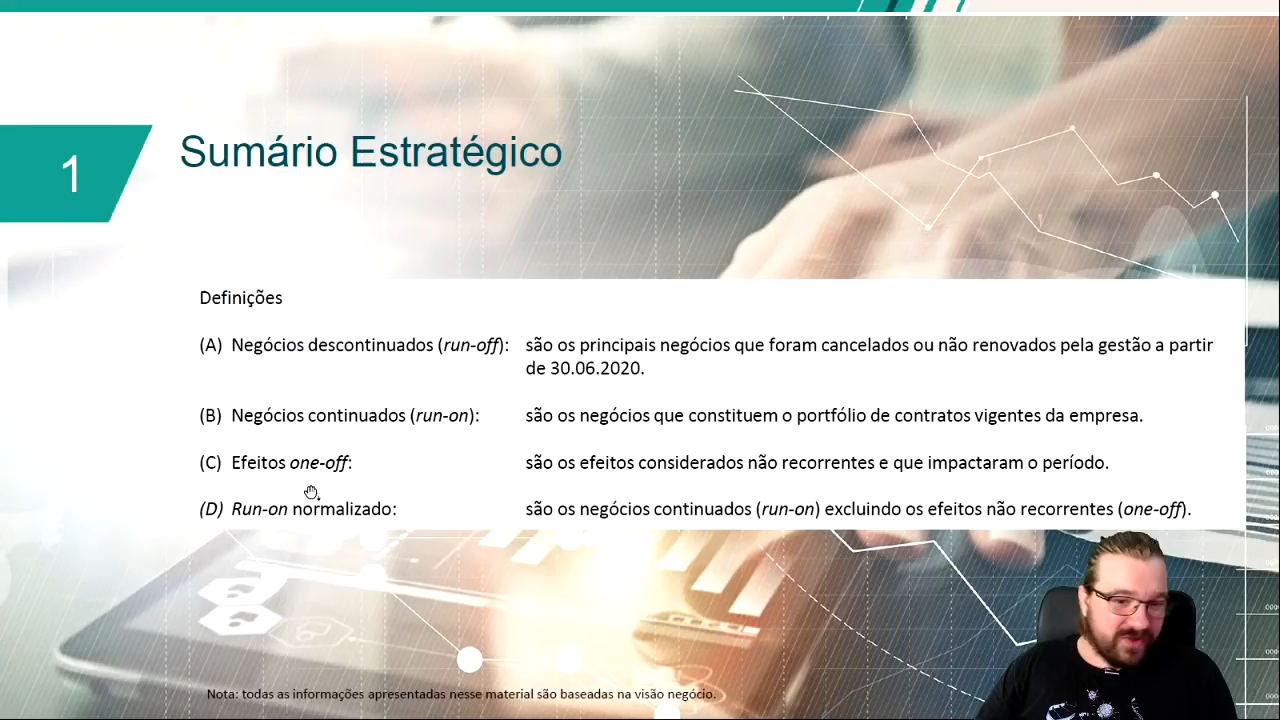 1
Sumário Estratégico
Definições
(A) Negócios descontinuados (run-off): são os principais negócios que foram cancelados ou não renovados pela gestão a partir
de 30.06.2020.
(B) Negócios continuados (run-on): são os negócios que constituem o portfólio de contratos vigentes da empresa.
(C) Efeitos one-off: são os efeitos considerados não recorrentes e que impactaram o período.
(D) Run-on normalizado: são os negócios continuados (run-on) excluindo os efeitos não recorrentes (one-off).
Nota: todas as informações apresentadas nesse material são baseadas na visão negócio.